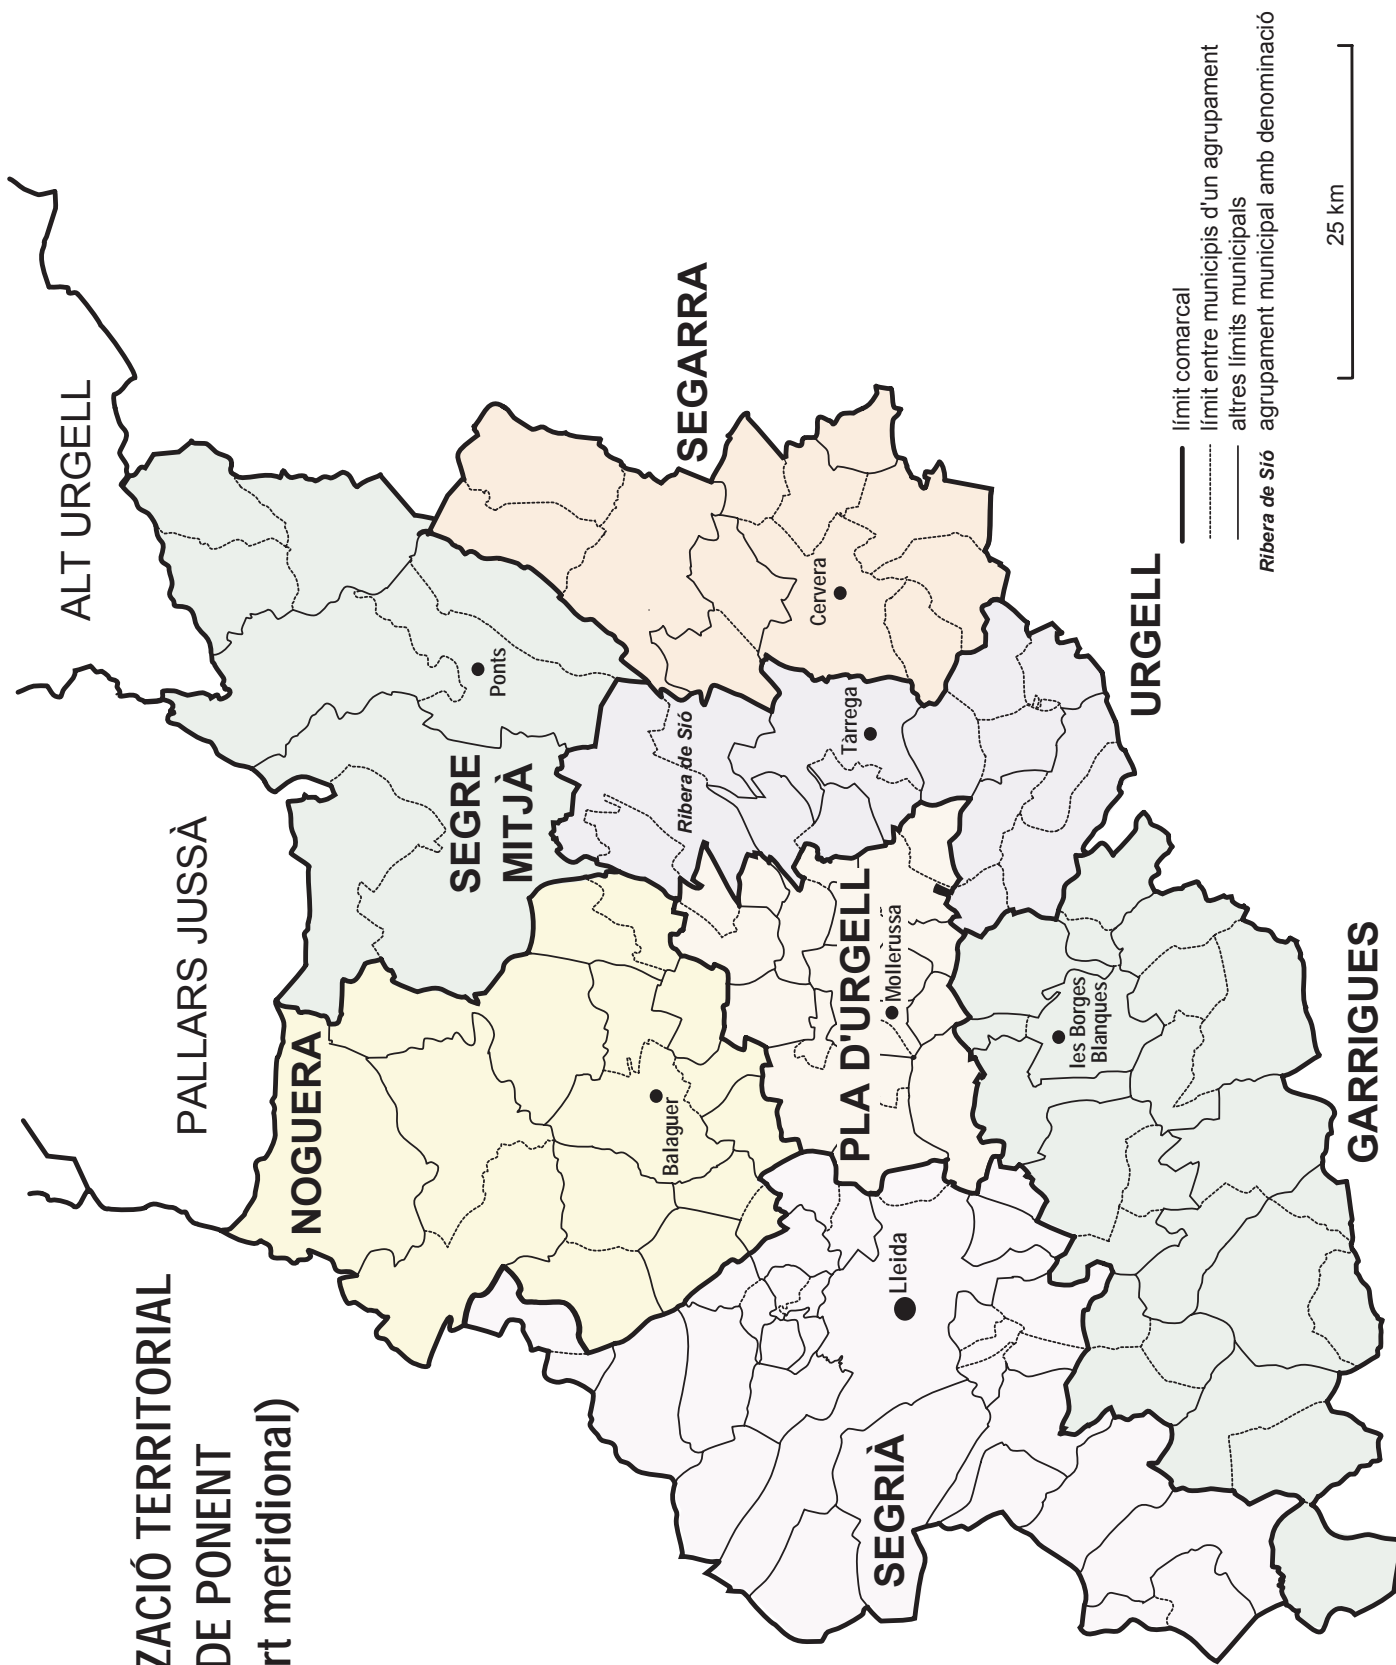 ZACIÓ TERRITORIAL
DE PONENT
rt meridional)
ALT URGELL
PALLARS JUSSÀ
NOGUERA
SEGRE
MITJÀ
SEGARRA
Ponts
Ribera de Sió
Cervera
Tàrrega
Balaguer
PLA D'URGELL
Mollerussa
URGELL
Lleida
SEGRIÀ
les Borges
Blanques
GARRIGUES
límit comarcal
límit entre municipis d'un agrupament
altres límits municipals
Ribera de Sió agrupament municipal amb denominació
25 km